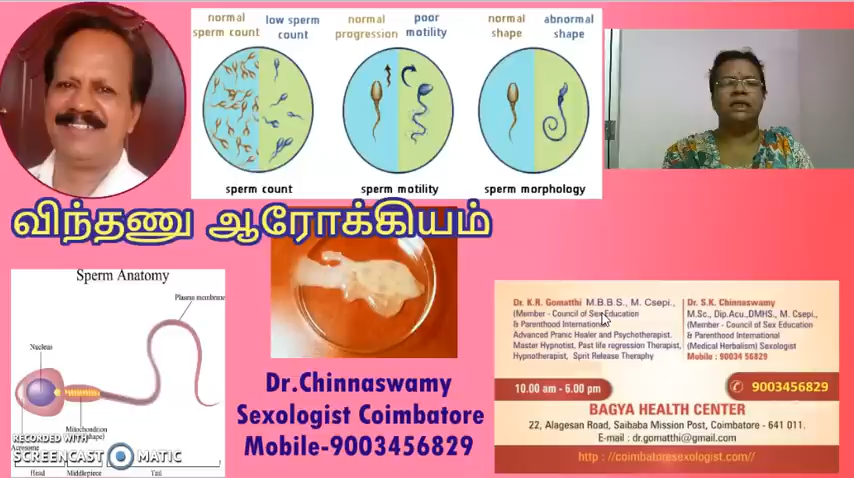 normal sperm count
low sperm count
normal progression
poor motility
normal shape
abnormal shape
sperm count
sperm motility
sperm morphology
விந்தணு ஆரோக்கியம்
Sperm Anatomy
Plasma membrane
Nucleus
Mitochondrion
shape)
Acrosome
Head
Middlepiece
Tail
RECORDED WITH
SCREENCAST MATIC
Dr.Chinnaswamy
Sexologist Coimbatore
Mobile-9003456829
Dr. K.R. Gomatthi M.B.B.S., M. Csepi.,
(Member - Council of Sex Education
& Parenthood International
Advanced Pranic Healer and Psychotherapist.
Master Hypnotist, Past life regression Therapist,
Hypnotherapist, Sprit Release Theraphy
Dr. S.K. Chinnaswamy
M.Sc., Dip.Acu.,DMHS., M. Csepi.,
(Member - Council of Sex Education
& Parenthood International
(Medical Herbalism) Sexologist
Mobile : 90034 56829
10.00 am - 6.00 pm
9003456829
BAGYA HEALTH CENTER
22, Alagesan Road, Saibaba Mission Post, Coimbatore - 641 011.
E-mail : dr.gomatthi@gmail.com
http : //coimbatoresexologist.com//